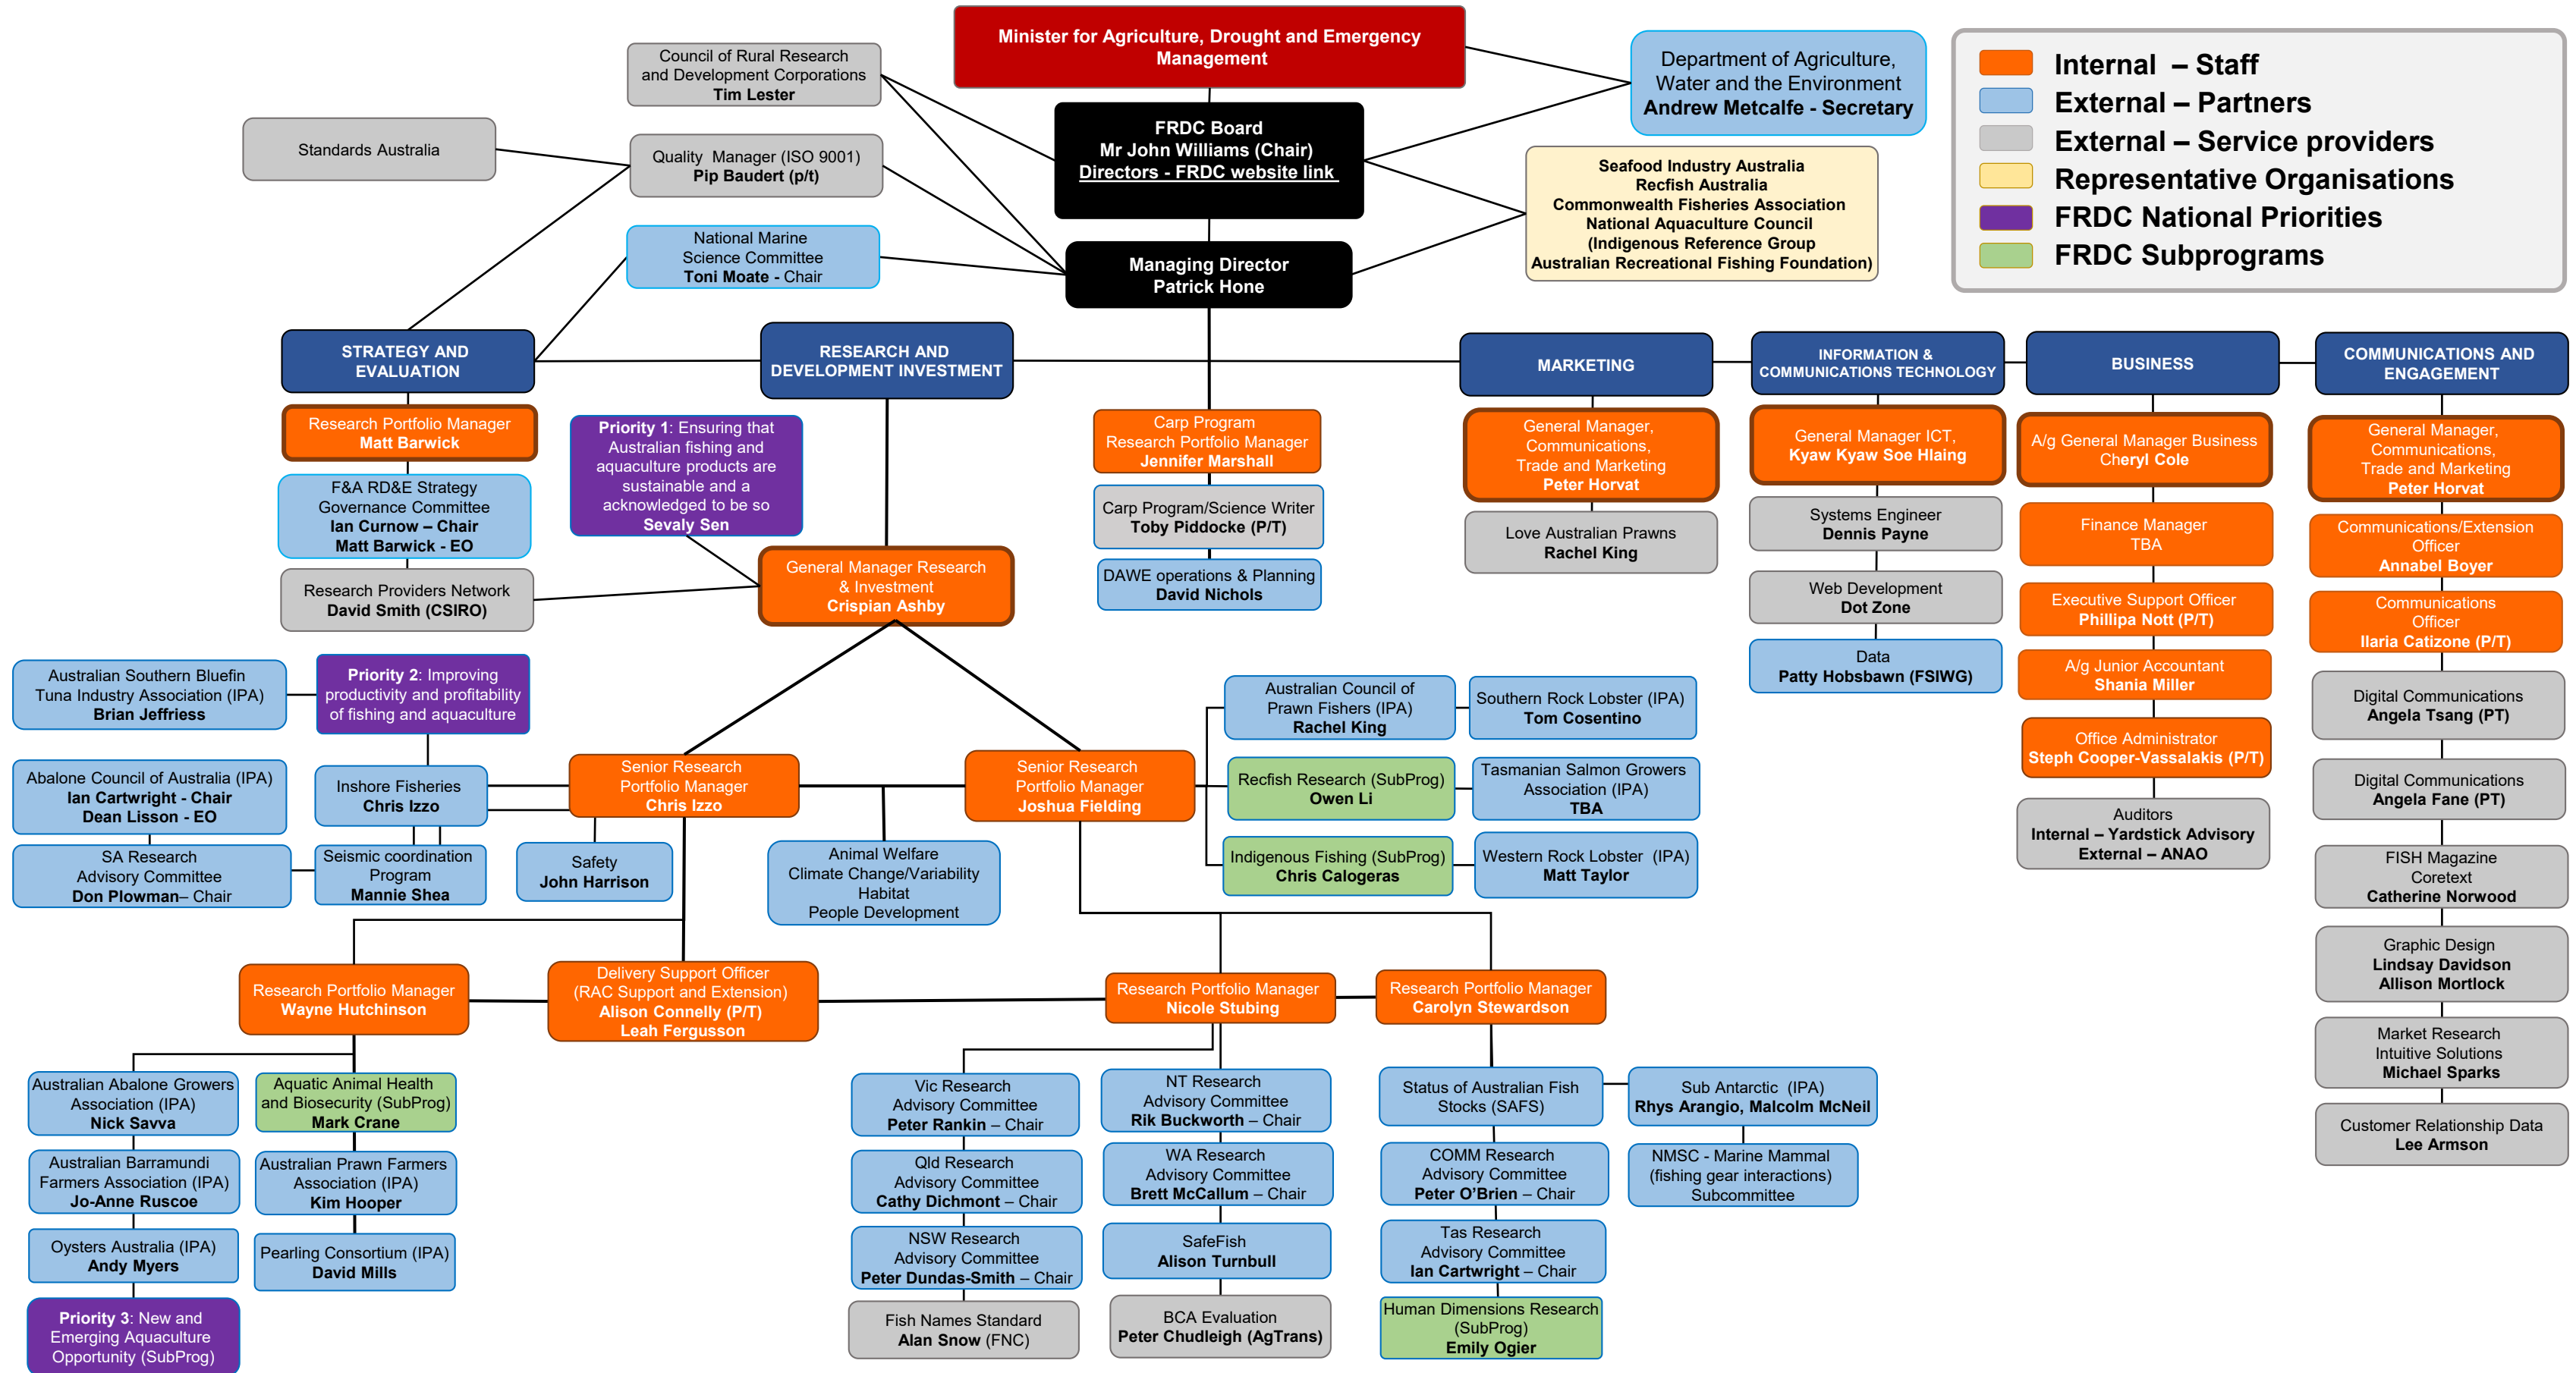 Minister for Agriculture, Drought and Emergency
Management
Council of Rural Research
and Development Corporations
Tim Lester
Department of Agriculture,
Water and the Environment
Andrew Metcalfe - Secretary
Internal – Staff
External – Partners
External – Service providers
Representative Organisations
FRDC National Priorities
FRDC Subprograms
FRDC Board
Mr John Williams (Chair)
Directors - FRDC website link
Standards Australia
Quality Manager (ISO 9001)
Pip Baudert (p/t)
Seafood Industry Australia
Recfish Australia
Commonwealth Fisheries Association
National Aquaculture Council
(Indigenous Reference Group
Australian Recreational Fishing Foundation)
National Marine
Science Committee
Toni Moate - Chair
Managing Director
Patrick Hone
STRATEGY AND
EVALUATION
RESEARCH AND
DEVELOPMENT INVESTMENT
MARKETING
INFORMATION &
COMMUNICATIONS TECHNOLOGY
BUSINESS
COMMUNICATIONS AND
ENGAGEMENT
Research Portfolio Manager
Matt Barwick
F&A RD&E Strategy
Governance Committee
Ian Curnow – Chair
Matt Barwick - EO
Research Providers Network
David Smith (CSIRO)
Priority 1: Ensuring that
Australian fishing and
aquaculture products are
sustainable and a
acknowledged to be so
Sevaly Sen
General Manager Research
& Investment
Crispian Ashby
Carp Program
Research Portfolio Manager
Jennifer Marshall
Carp Program/Science Writer
Toby Piddocke (P/T)
DAWE operations & Planning
David Nichols
General Manager,
Communications,
Trade and Marketing
Peter Horvat
Love Australian Prawns
Rachel King
General Manager ICT,
Kyaw Kyaw Soe Hlaing
Systems Engineer
Dennis Payne
Web Development
Dot Zone
Data
Patty Hobsbawn (FSIWG)
A/g General Manager Business
Cheryl Cole
Finance Manager
TBA
Executive Support Officer
Phillipa Nott (P/T)
A/g Junior Accountant
Shania Miller
Office Administrator
Steph Cooper-Vassalakis (P/T)
Auditors
Internal – Yardstick Advisory
External – ANAO
General Manager,
Communications,
Trade and Marketing
Peter Horvat
Communications/Extension
Officer
Annabel Boyer
Communications
Officer
Ilaria Catizone (P/T)
Digital Communications
Angela Tsang (PT)
Digital Communications
Angela Fane (PT)
FISH Magazine
Coretext
Catherine Norwood
Graphic Design
Lindsay Davidson
Allison Mortlock
Market Research
Intuitive Solutions
Michael Sparks
Customer Relationship Data
Lee Armson
Australian Southern Bluefin
Tuna Industry Association (IPA)
Brian Jeffriess
Priority 2: Improving
productivity and profitability
of fishing and aquaculture
Abalone Council of Australia (IPA)
Ian Cartwright - Chair
Dean Lisson - EO
Inshore Fisheries
Chris Izzo
SA Research
Advisory Committee
Don Plowman– Chair
Seismic coordination
Program
Mannie Shea
Senior Research
Portfolio Manager
Chris Izzo
Safety
John Harrison
Animal Welfare
Climate Change/Variability
Habitat
People Development
Senior Research
Portfolio Manager
Joshua Fielding
Australian Council of
Prawn Fishers (IPA)
Rachel King
Southern Rock Lobster (IPA)
Tom Cosentino
Recfish Research (SubProg)
Owen Li
Tasmanian Salmon Growers
Association (IPA)
TBA
Indigenous Fishing (SubProg)
Chris Calogeras
Western Rock Lobster (IPA)
Matt Taylor
Research Portfolio Manager
Wayne Hutchinson
Delivery Support Officer
(RAC Support and Extension)
Alison Connelly (P/T)
Leah Fergusson
Research Portfolio Manager
Nicole Stubing
Research Portfolio Manager
Carolyn Stewardson
Australian Abalone Growers
Association (IPA)
Nick Savva
Aquatic Animal Health
and Biosecurity (SubProg)
Mark Crane
Australian Barramundi
Farmers Association (IPA)
Jo-Anne Ruscoe
Australian Prawn Farmers
Association (IPA)
Kim Hooper
Oysters Australia (IPA)
Andy Myers
Pearling Consortium (IPA)
David Mills
Priority 3: New and
Emerging Aquaculture
Opportunity (SubProg)
Vic Research
Advisory Committee
Peter Rankin – Chair
Qld Research
Advisory Committee
Cathy Dichmont – Chair
NSW Research
Advisory Committee
Peter Dundas-Smith – Chair
Fish Names Standard
Alan Snow (FNC)
NT Research
Advisory Committee
Rik Buckworth – Chair
WA Research
Advisory Committee
Brett McCallum – Chair
SafeFish
Alison Turnbull
BCA Evaluation
Peter Chudleigh (AgTrans)
Status of Australian Fish
Stocks (SAFS)
Sub Antarctic (IPA)
Rhys Arangio, Malcolm McNeil
COMM Research
Advisory Committee
Peter O’Brien – Chair
NMSC - Marine Mammal
(fishing gear interactions)
Subcommittee
Tas Research
Advisory Committee
Ian Cartwright – Chair
Human Dimensions Research
(SubProg)
Emily Ogier